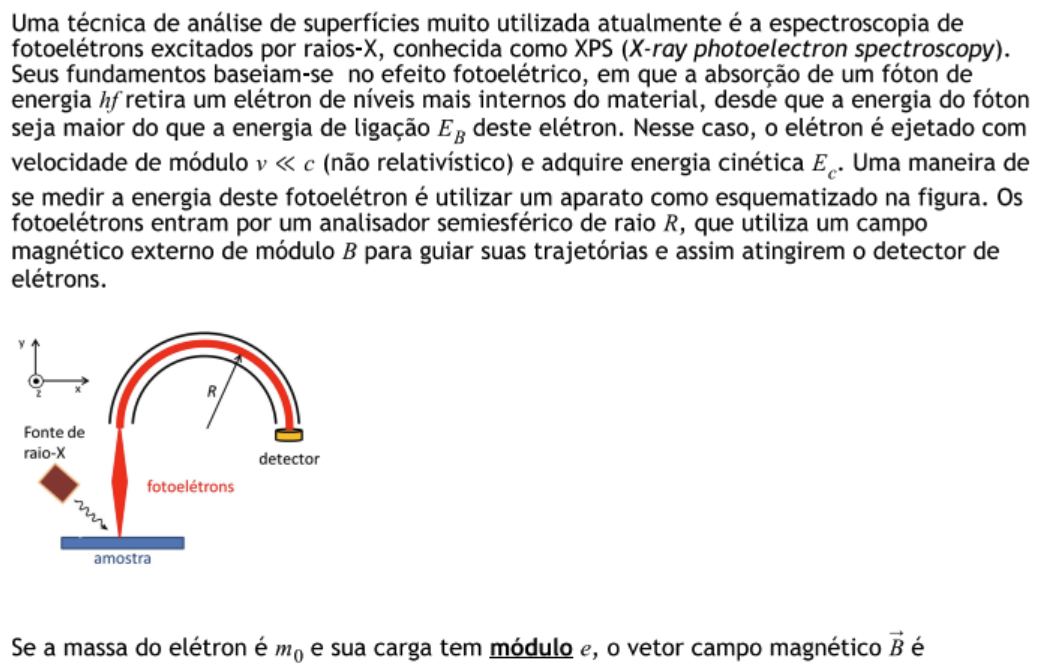 Uma técnica de análise de superfícies muito utilizada atualmente é a espectroscopia de
fotoelétrons excitados por raios-X, conhecida como XPS (X-ray photoelectron spectroscopy).
Seus fundamentos baseiam-se no efeito fotoelétrico, em que a absorção de um fóton de
energia hf retira um elétron de níveis mais internos do material, desde que a energia do fóton
seja maior do que a energia de ligação E_B deste elétron. Nesse caso, o elétron é ejetado com
velocidade de módulo v ≪ c (não relativístico) e adquire energia cinética E_c. Uma maneira de
se medir a energia deste fotoelétron é utilizar um aparato como esquematizado na figura. Os
fotoelétrons entram por um analisador semiesférico de raio R, que utiliza um campo
magnético externo de módulo B para guiar suas trajetórias e assim atingirem o detector de
elétrons.
y
z
x
R
Fonte de
raio-X
detector
fotoelétrons
amostra
Se a massa do elétron é m₀ e sua carga tem módulo e, o vetor campo magnético B⃗ é